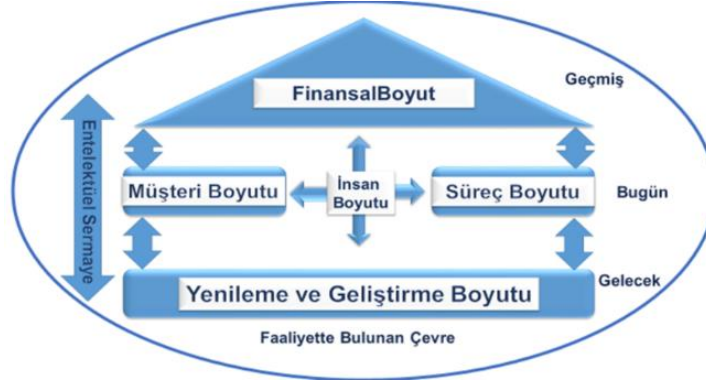 Geçmiş
FinansalBoyut
Entelektüel Sermaye
Müşteri Boyutu
İnsan
Boyutu
Süreç Boyutu
Bugün
Gelecek
Yenileme ve Geliştirme Boyutu
Faaliyette Bulunan Çevre